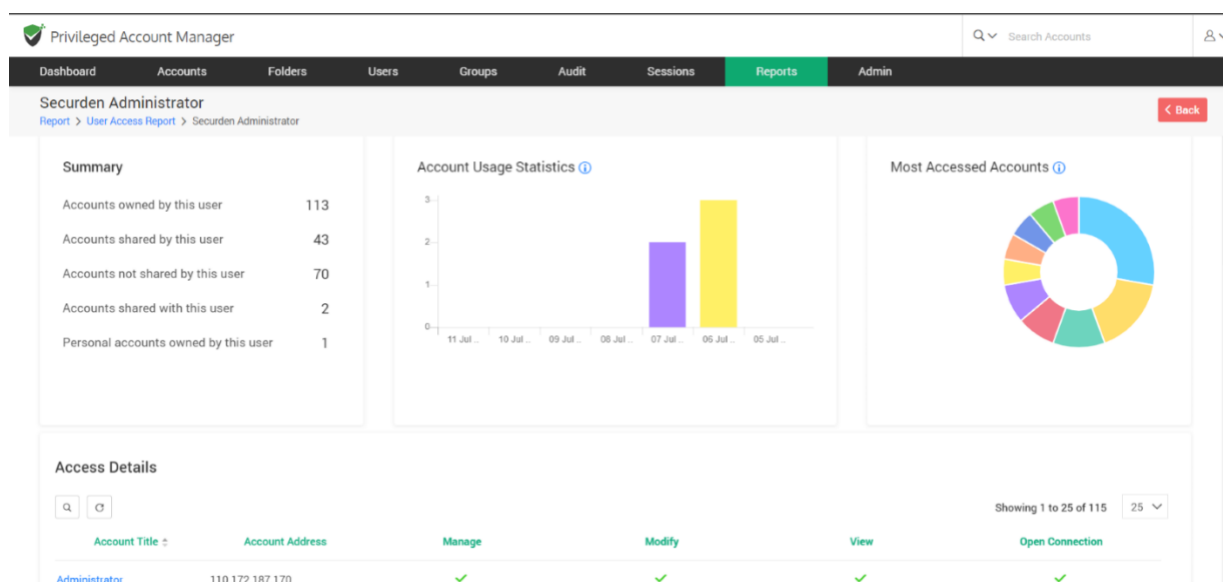 Privileged Account Manager
Search Accounts
Dashboard Accounts Folders Users Groups Audit Sessions Reports Admin
Securden Administrator
Report > User Access Report > Securden Administrator
< Back
Summary
Accounts owned by this user 113
Accounts shared by this user 43
Accounts not shared by this user 70
Accounts shared with this user 2
Personal accounts owned by this user 1
Account Usage Statistics
3
2
1
0
11 Jul .. 10 Jul .. 09 Jul .. 08 Jul .. 07 Jul .. 06 Jul .. 05 Jul ..
Most Accessed Accounts
Access Details
Showing 1 to 25 of 115 25
Account Title Account Address Manage Modify View Open Connection
Administrator 110.172.187.170